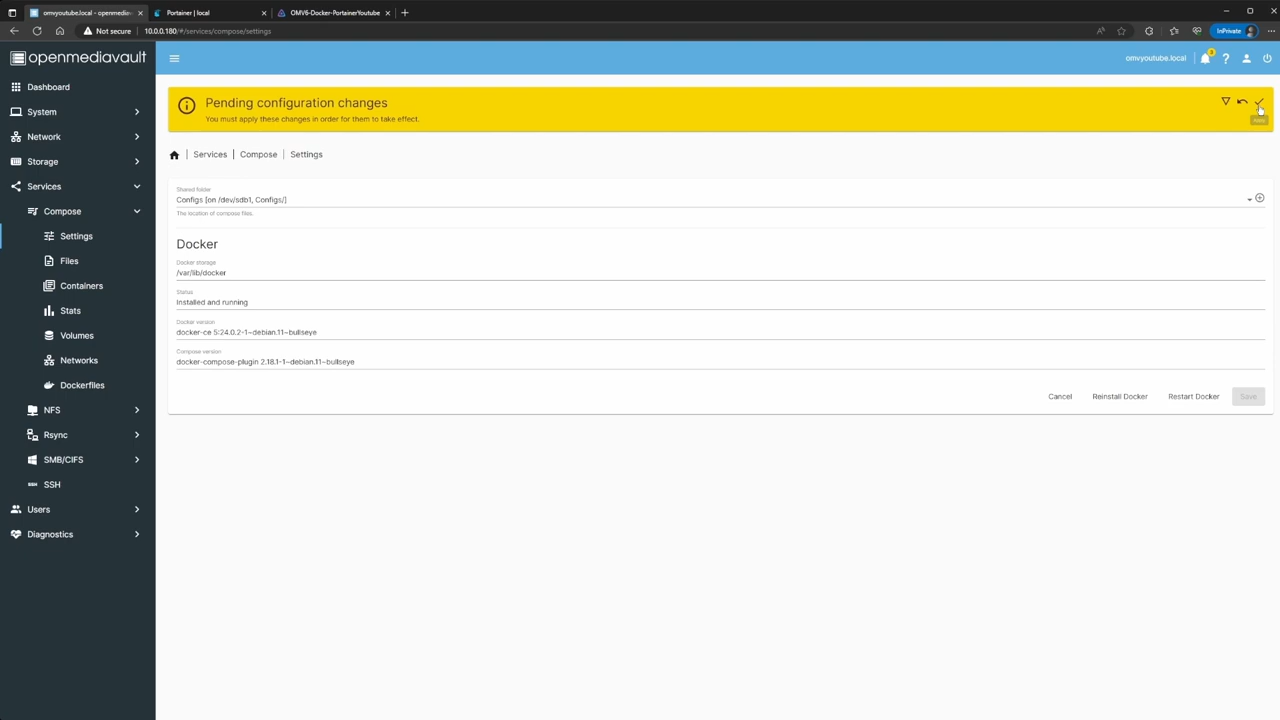 omvyoutube.local - openmediav
Portainer | local
OMV6-Docker-PortainerYoutube
Not secure
10.0.0.180/#/services/compose/settings
InPrivate
openmediavault
omvyoutube.local
3
Dashboard
System
Network
Storage
Services
Compose
Settings
Files
Containers
Stats
Volumes
Networks
Dockerfiles
NFS
Rsync
SMB/CIFS
SSH
Users
Diagnostics
Pending configuration changes
You must apply these changes in order for them to take effect.
Apply
Services | Compose | Settings
Shared folder
Configs [on /dev/sdb1, Configs/]
The location of compose files.
Docker
Docker storage
/var/lib/docker
Status
Installed and running
Docker version
docker-ce 5:24.0.2-1~debian.11~bullseye
Compose version
docker-compose-plugin 2.18.1-1~debian.11~bullseye
Cancel
Reinstall Docker
Restart Docker
Save